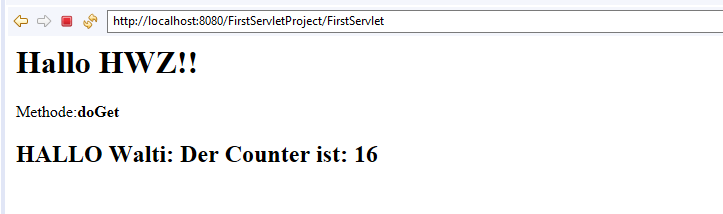 http://localhost:8080/FirstServletProject/FirstServlet
Hallo HWZ!!
Methode:doGet
HALLO Walti: Der Counter ist: 16